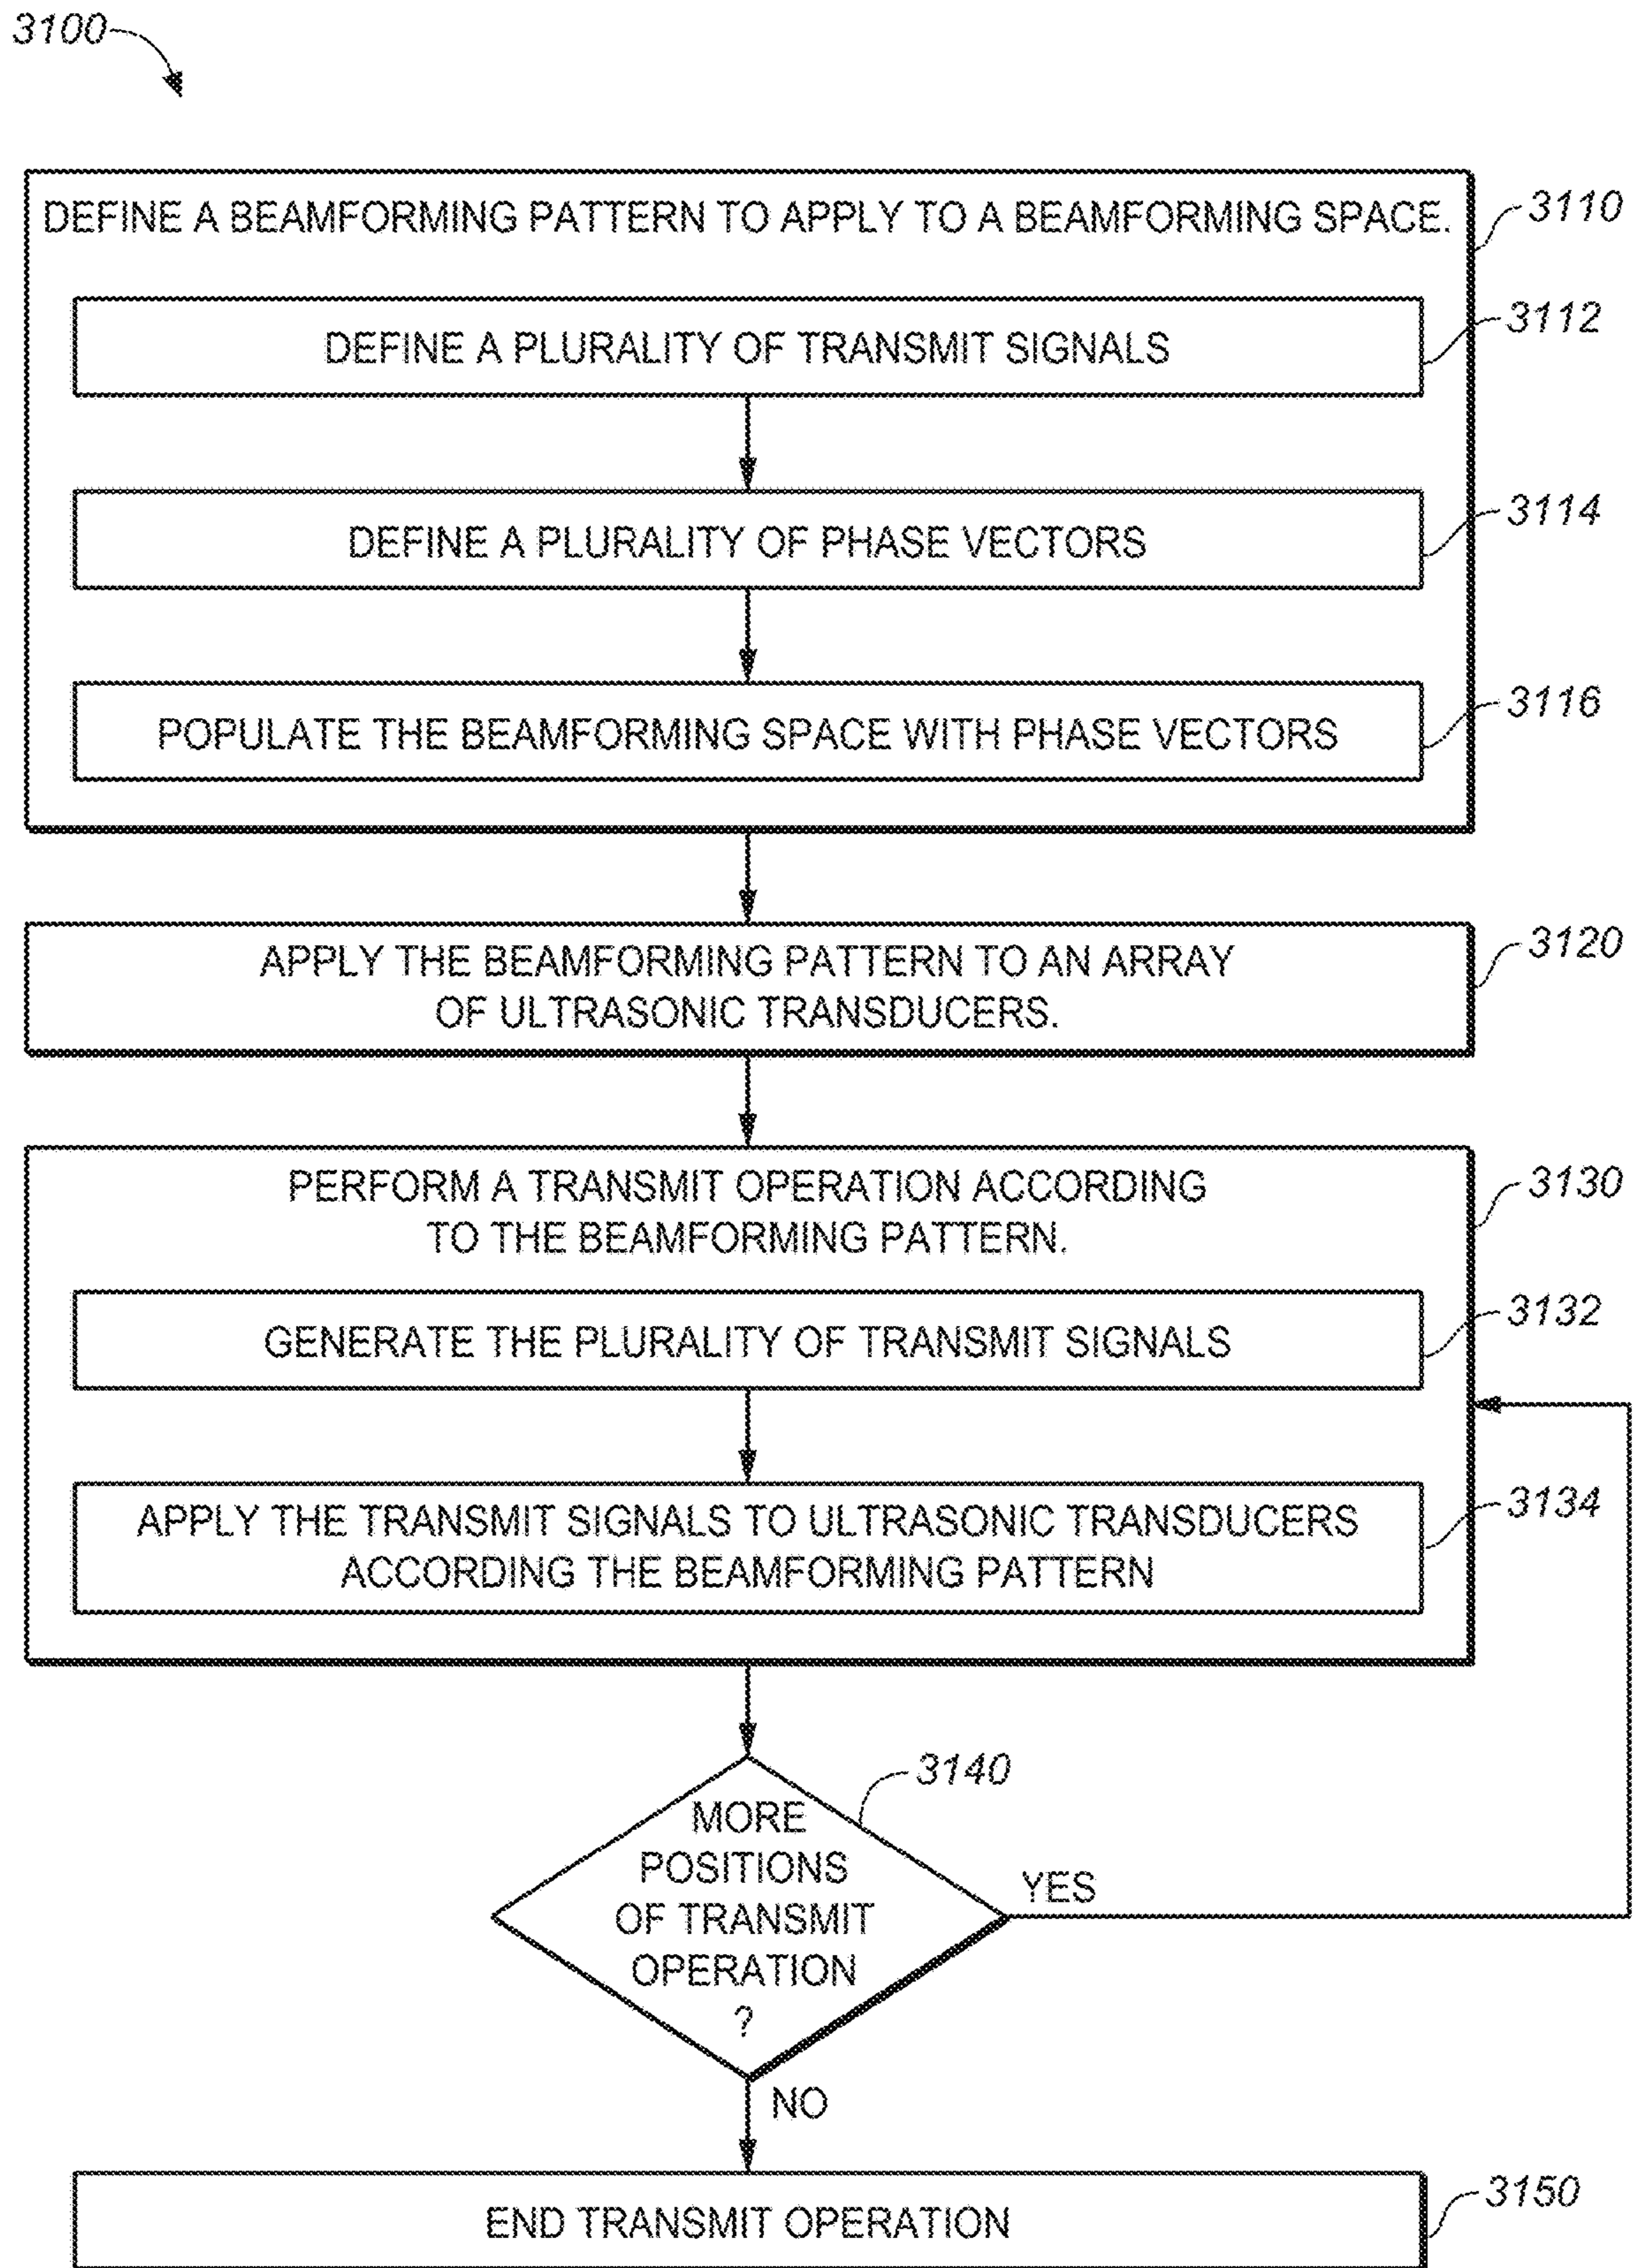 3100
DEFINE A BEAMFORMING PATTERN TO APPLY TO A BEAMFORMING SPACE.
3110
DEFINE A PLURALITY OF TRANSMIT SIGNALS
3112
DEFINE A PLURALITY OF PHASE VECTORS
3114
POPULATE THE BEAMFORMING SPACE WITH PHASE VECTORS
3116
APPLY THE BEAMFORMING PATTERN TO AN ARRAY
OF ULTRASONIC TRANSDUCERS.
3120
PERFORM A TRANSMIT OPERATION ACCORDING
TO THE BEAMFORMING PATTERN.
3130
GENERATE THE PLURALITY OF TRANSMIT SIGNALS
3132
APPLY THE TRANSMIT SIGNALS TO ULTRASONIC TRANSDUCERS
ACCORDING THE BEAMFORMING PATTERN
3134
3140
MORE
POSITIONS
OF TRANSMIT
OPERATION
?
YES
NO
END TRANSMIT OPERATION
3150